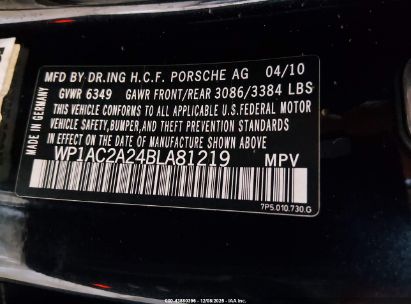 MFD BY DR.ING H.C.F. PORSCHE AG 04/10
GVWR 6349 GAWR FRONT/REAR 3086/3384 LBS
THIS VEHICLE CONFORMS TO ALL APPLICABLE U.S.FEDERAL MOTOR
VEHICLE SAFETY,BUMPER,AND THEFT PREVENTION STANDARDS
IN EFFECT ON THE DATE OF MANUFACTURE SHOWN ABOVE
WP1AC2A24BLA81219 MPV
MADE IN GERMANY
7P5.010.730.G